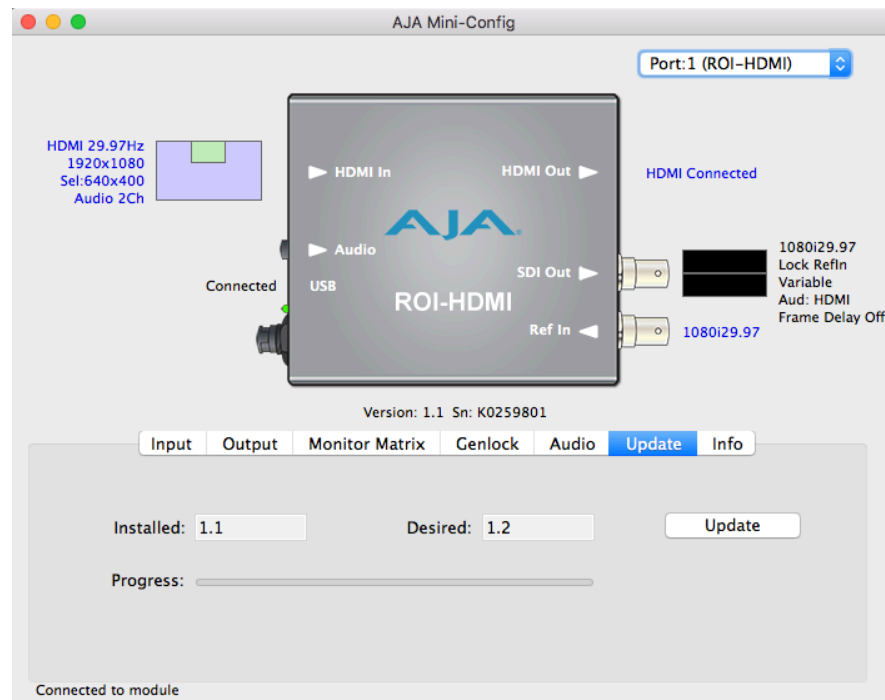 AJA Mini-Config
Port:1 (ROI-HDMI)
HDMI 29.97Hz
1920x1080
Sel:640x400
Audio 2Ch
HDMI In
HDMI Out
HDMI Connected
AJA
Audio
Connected
USB
SDI Out
ROI-HDMI
Ref In
1080i29.97
Lock RefIn
Variable
Aud: HDMI
Frame Delay Off
1080i29.97
Version: 1.1 Sn: K0259801
Input Output Monitor Matrix Genlock Audio Update Info
Installed: 1.1 Desired: 1.2 Update
Progress:
Connected to module